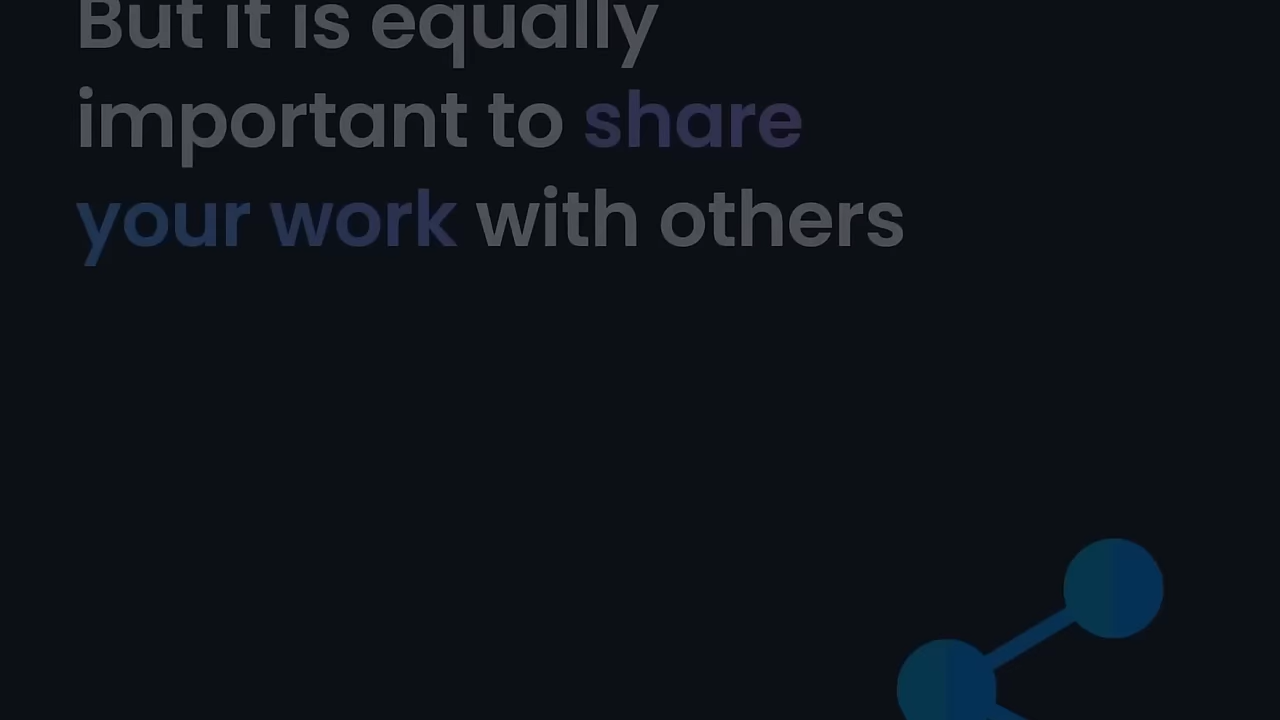 But it is equally
important to share
your work with others